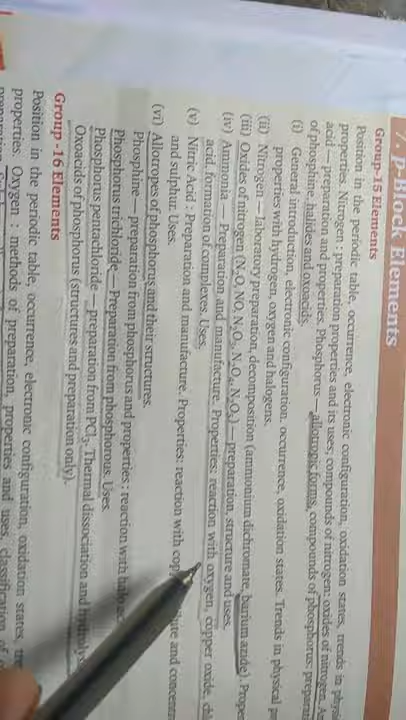 7. p-Block Elements
Group-15 Elements
Position in the periodic table, occurrence, electronic configuration, oxidation states, trends in
properties. Nitrogen : preparation properties and its uses; compounds of nitrogen: oxides of nitrogen.
acid — preparation and properties. Phosphorus — allotropic forms, compounds of phosphorus:
of phosphine, halides and oxoacids.
(i) General introduction, electronic configuration, occurrence, oxidation states. Trends in physical
properties with hydrogen, oxygen and halogens.
(ii) Nitrogen — laboratory preparation, decomposition (ammonium dichromate, barium azide).
(iii) Oxides of nitrogen (N₂O, NO, N₂O₃, N₂O₄, N₂O₅) — preparation, structure and uses.
(iv) Ammonia — Preparation and manufacture. Properties: reaction with oxygen, copper oxide,
acid, formation of complexes. Uses.
(v) Nitric Acid : Preparation and manufacture. Properties: reaction with and
and sulphur. Uses.
(vi) Allotropes of phosphorus and their structures.
Phosphine — preparation from phosphorus and properties; reaction with
Phosphorus trichloride — Preparation from phosphorous. Uses.
Phosphorus pentachloride — preparation from PCl₃. Thermal dissociation and
Oxoacids of phosphorus (structures and preparation only).
Group -16 Elements
Position in the periodic table, occurrence, electronic configuration, oxidation states,
properties. Oxygen : methods of preparation, properties and uses, classification of